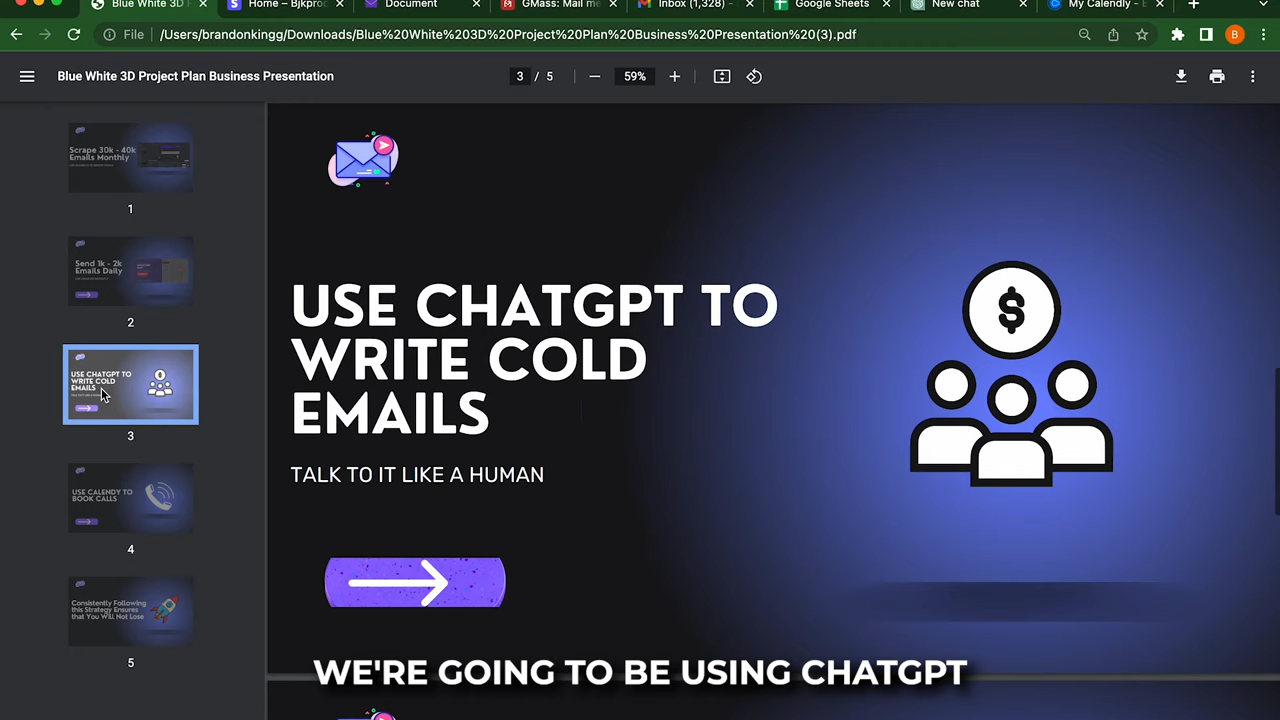 Blue White 3D
Home – Bjkproc
Document
GMass: Mail me
Inbox (1,328) -
Google Sheets
New chat
My Calendly - E
File
/Users/brandonkingg/Downloads/Blue%20White%203D%20Project%20Plan%20Business%20Presentation%20(3).pdf
B
Blue White 3D Project Plan Business Presentation
3 / 5
59%
Scrape 30k - 40k
Emails Monthly
1
Send 1k - 2k
Emails Daily
2
USE CHATGPT TO
WRITE COLD
EMAILS
3
USE CALENDY TO
BOOK CALLS
4
Consistently Following
this Strategy Ensures
that You Will Not Lose
5
USE CHATGPT TO
WRITE COLD
EMAILS
TALK TO IT LIKE A HUMAN
$
WE'RE GOING TO BE USING CHATGPT